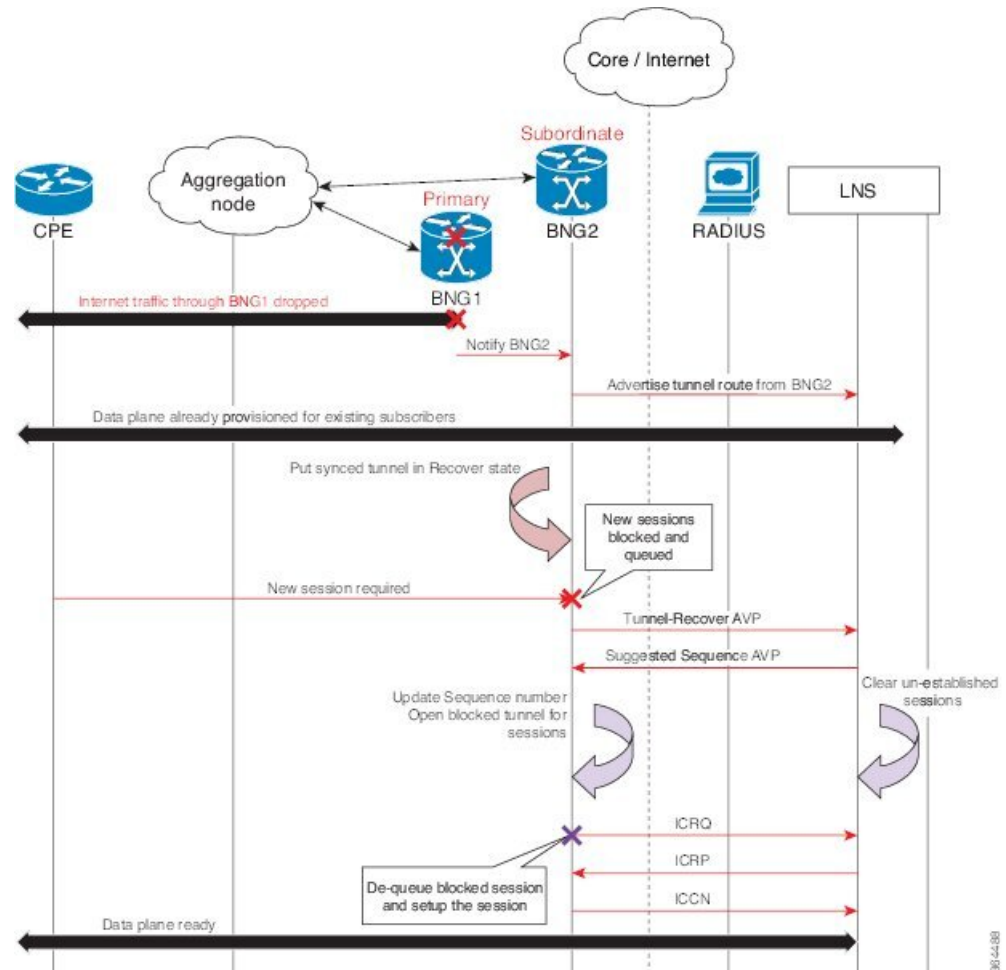 Core / Internet
Subordinate
Aggregation
node
Primary
LNS
CPE
BNG2
RADIUS
BNG1
Internet traffic through BNG1 dropped
Notify BNG2
Advertise tunnel route from BNG2
Data plane already provisioned for existing subscribers
Put synced tunnel in Recover state
New sessions
blocked and
queued
New session required
Tunnel-Recover AVP
Suggested Sequence AVP
Clear un-established
sessions
Update Sequence number
Open blocked tunnel for
sessions
ICRQ
ICRP
De-queue blocked session
and setup the session
ICCN
Data plane ready
364488